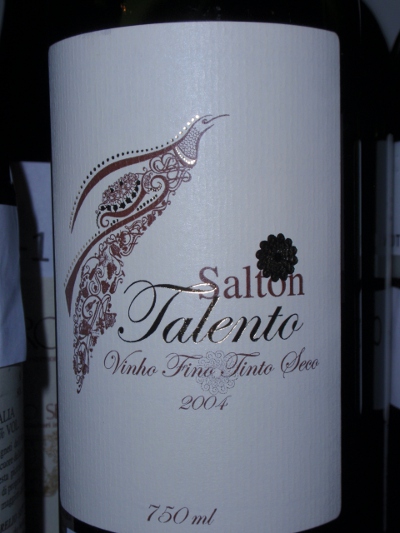 Salton
Talento
Vinho Fino Tinto Seco
2004
750 ml